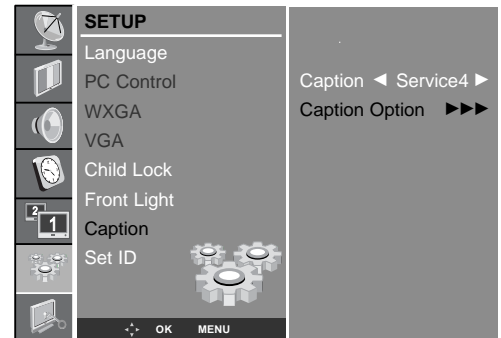 SETUP
Language
PC Control
WXGA
VGA
Child Lock
Front Light
Caption
Set ID
OK MENU
Caption ◄ Service4 ►
Caption Option ►►►
2
1